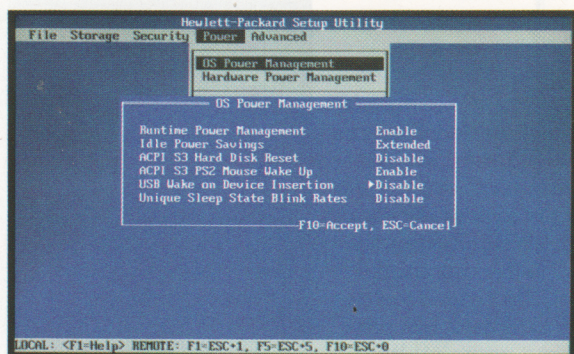 Hewlett-Packard Setup Utility
File Storage Security Power Advanced
OS Power Management
Hardware Power Management
OS Power Management
Runtime Power Management Enable
Idle Power Savings Extended
ACPI S3 Hard Disk Reset Disable
ACPI S3 PS2 Mouse Wake Up Enable
USB Wake on Device Insertion ▶Disable
Unique Sleep State Blink Rates Disable
F10=Accept, ESC=Cancel
LOCAL: <F1=Help> REMOTE: F1=ESC+1, F5=ESC+5, F10=ESC+0